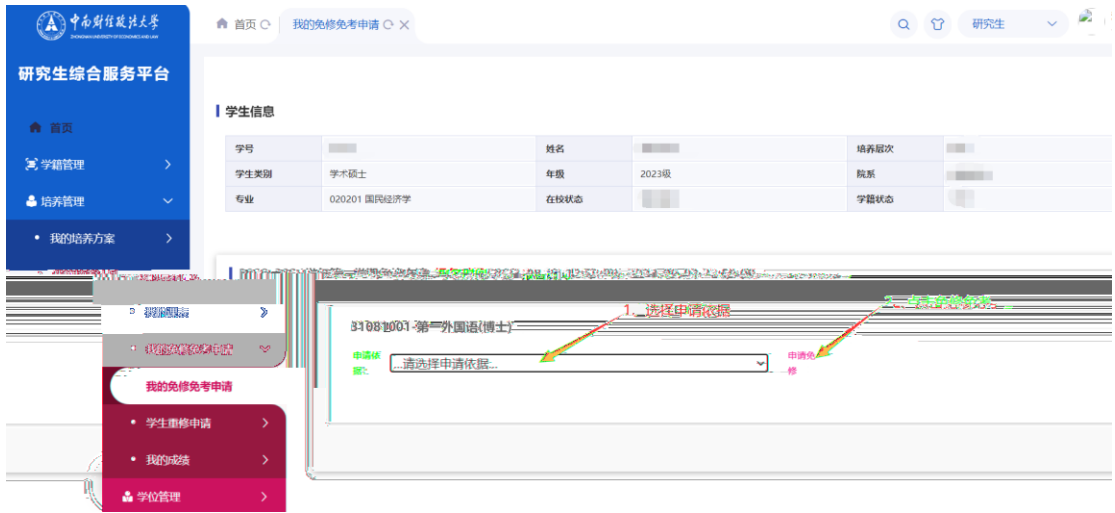 中南财经政法大学
首页
我的免修免考申请
研究生
研究生综合服务平台
学生信息
首页
学号
姓名
培养层次
学籍管理
学生类别
学术硕士
年级
2023级
院系
培养管理
专业
020201 国民经济学
在校状态
学籍状态
我的培养方案
1. 选择申请依据
31081001-第一外国语(博士)
申请依据:
...请选择申请依据...
申请免修
我的免修免考申请
学生重修申请
我的成绩
学位管理